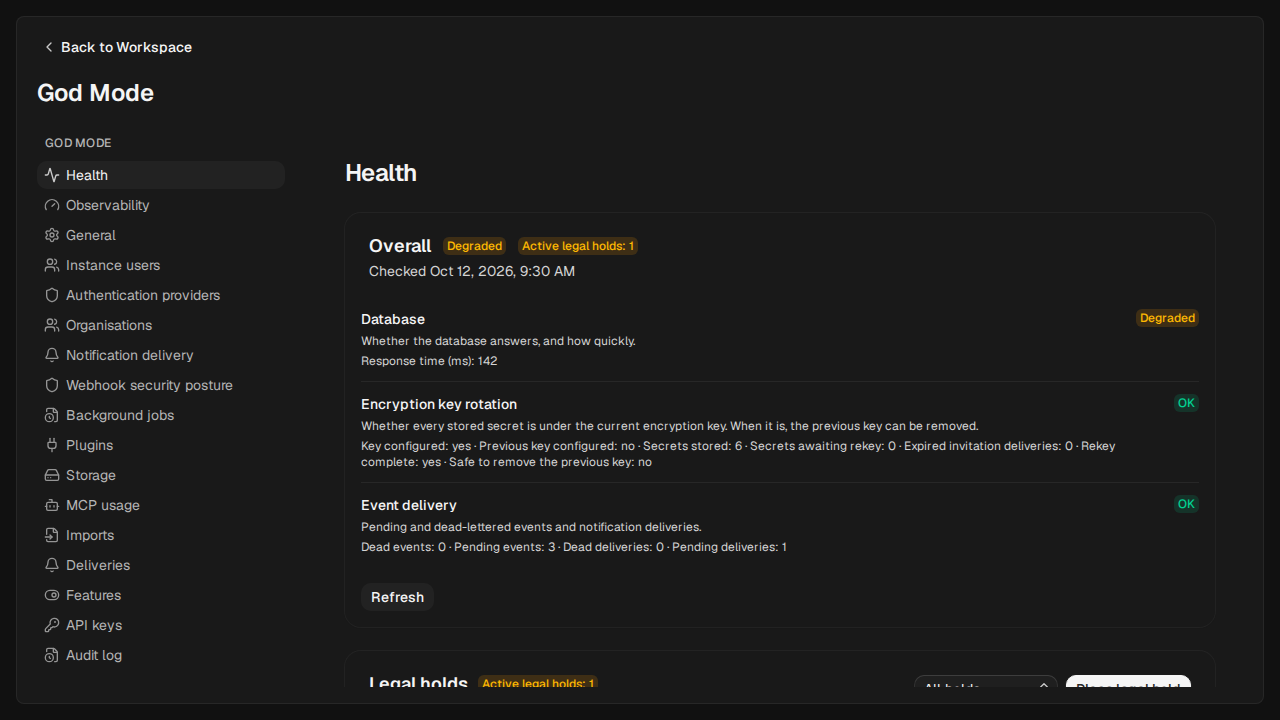 Back to Workspace
God Mode
GOD MODE
Health
Observability
General
Instance users
Authentication providers
Organisations
Notification delivery
Webhook security posture
Background jobs
Plugins
Storage
MCP usage
Imports
Deliveries
Features
API keys
Audit log
Health
Overall Degraded Active legal holds: 1
Checked Oct 12, 2026, 9:30 AM
Database Degraded
Whether the database answers, and how quickly.
Response time (ms): 142
Encryption key rotation OK
Whether every stored secret is under the current encryption key. When it is, the previous key can be removed.
Key configured: yes · Previous key configured: no · Secrets stored: 6 · Secrets awaiting rekey: 0 · Expired invitation deliveries: 0 · Rekey
complete: yes · Safe to remove the previous key: no
Event delivery OK
Pending and dead-lettered events and notification deliveries.
Dead events: 0 · Pending events: 3 · Dead deliveries: 0 · Pending deliveries: 1
Refresh
Legal holds Active legal holds: 1 All holds Place legal hold